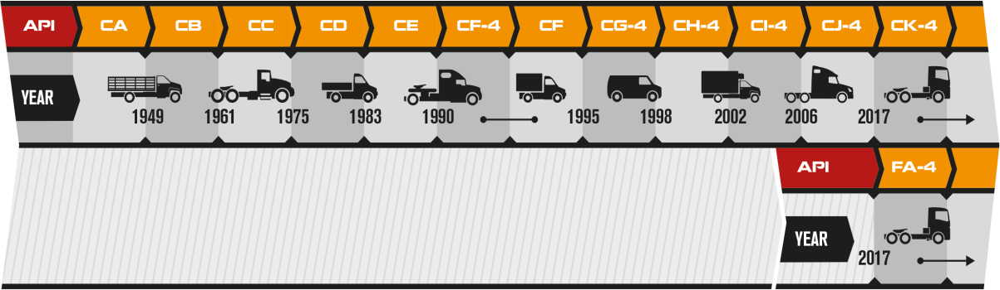 API CA CB CC CD CE CF-4 CF CG-4 CH-4 CI-4 CJ-4 CK-4
YEAR 1949 1961 1975 1983 1990 1995 1998 2002 2006 2017
API FA-4
YEAR 2017